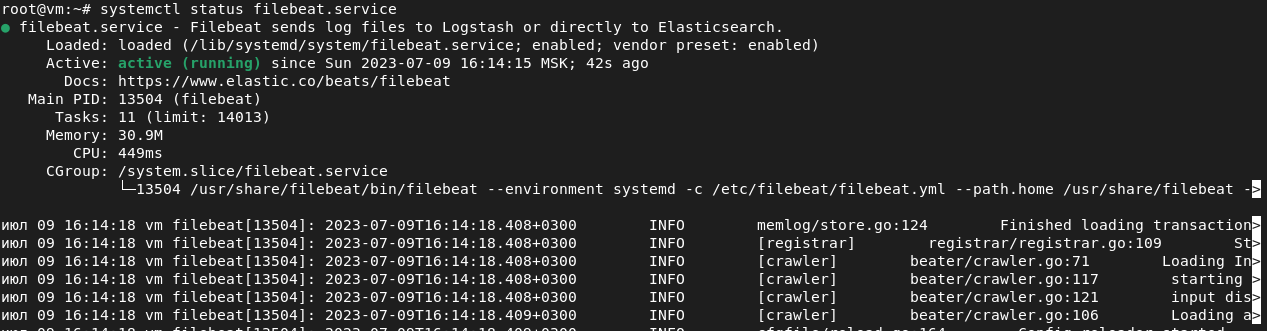 root@vm:~# systemctl status filebeat.service
● filebeat.service - Filebeat sends log files to Logstash or directly to Elasticsearch.
     Loaded: loaded (/lib/systemd/system/filebeat.service; enabled; vendor preset: enabled)
     Active: active (running) since Sun 2023-07-09 16:14:15 MSK; 42s ago
       Docs: https://www.elastic.co/beats/filebeat
   Main PID: 13504 (filebeat)
      Tasks: 11 (limit: 14013)
     Memory: 30.9M
        CPU: 449ms
     CGroup: /system.slice/filebeat.service
             └─13504 /usr/share/filebeat/bin/filebeat --environment systemd -c /etc/filebeat/filebeat.yml --path.home /usr/share/filebeat ->
июл 09 16:14:18 vm filebeat[13504]: 2023-07-09T16:14:18.408+0300        INFO        memlog/store.go:124        Finished loading transaction>
июл 09 16:14:18 vm filebeat[13504]: 2023-07-09T16:14:18.408+0300        INFO        [registrar]        registrar/registrar.go:109        St>
июл 09 16:14:18 vm filebeat[13504]: 2023-07-09T16:14:18.408+0300        INFO        [crawler]        beater/crawler.go:71        Loading In>
июл 09 16:14:18 vm filebeat[13504]: 2023-07-09T16:14:18.408+0300        INFO        [crawler]        beater/crawler.go:117        starting >
июл 09 16:14:18 vm filebeat[13504]: 2023-07-09T16:14:18.408+0300        INFO        [crawler]        beater/crawler.go:121        input dis>
июл 09 16:14:18 vm filebeat[13504]: 2023-07-09T16:14:18.409+0300        INFO        [crawler]        beater/crawler.go:106        Loading a>